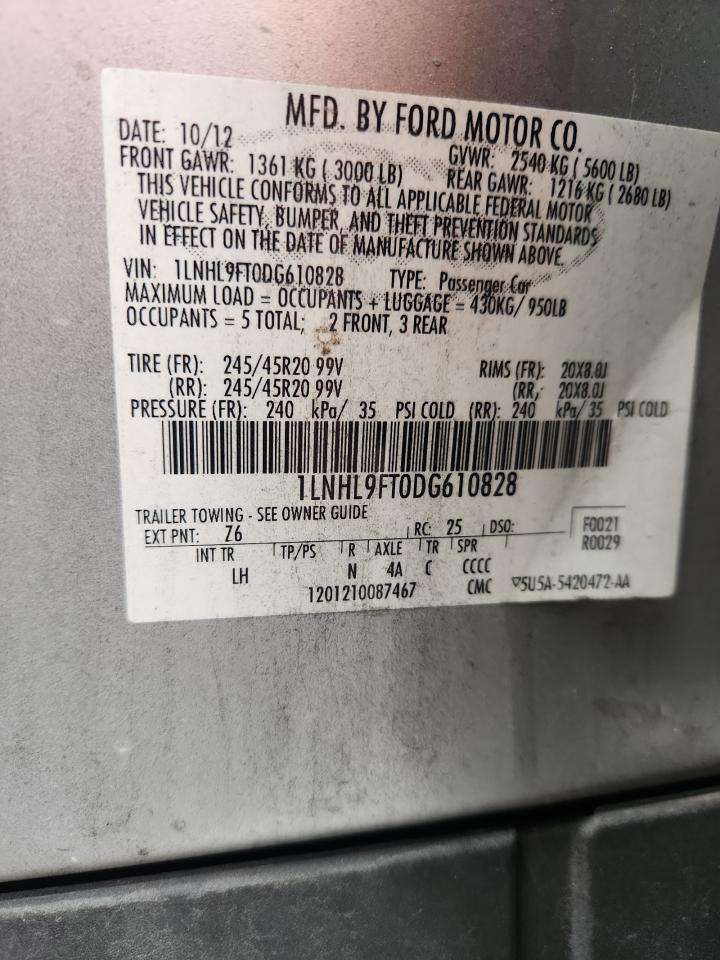 MFD. BY FORD MOTOR CO.
DATE: 10/12 GVWR: 2540 KG ( 5600 LB)
FRONT GAWR: 1361 KG ( 3000 LB) REAR GAWR: 1216 KG ( 2680 LB)
THIS VEHICLE CONFORMS TO ALL APPLICABLE FEDERAL MOTOR
VEHICLE SAFETY, BUMPER, AND THEFT PREVENTION STANDARDS
IN EFFECT ON THE DATE OF MANUFACTURE SHOWN ABOVE.
VIN: 1LNHL9FT0DG610828 TYPE: Passenger Car
MAXIMUM LOAD = OCCUPANTS + LUGGAGE = 430KG/ 950LB
OCCUPANTS = 5 TOTAL; 2 FRONT, 3 REAR
TIRE (FR): 245/45R20 99V RIMS (FR): 20X8.0J
(RR): 245/45R20 99V (RR): 20X8.0J
PRESSURE (FR): 240 kPa/ 35 PSI COLD (RR): 240 kPa/ 35 PSI COLD
1LNHL9FT0DG610828
TRAILER TOWING - SEE OWNER GUIDE
EXT PNT: Z6 RC: 25 DSO: F0021
R0029
INT TR TP/PS R AXLE TR SPR
LH N 4A C CCCC
1201210087467 CMC ▽5U5A-5420472-AA